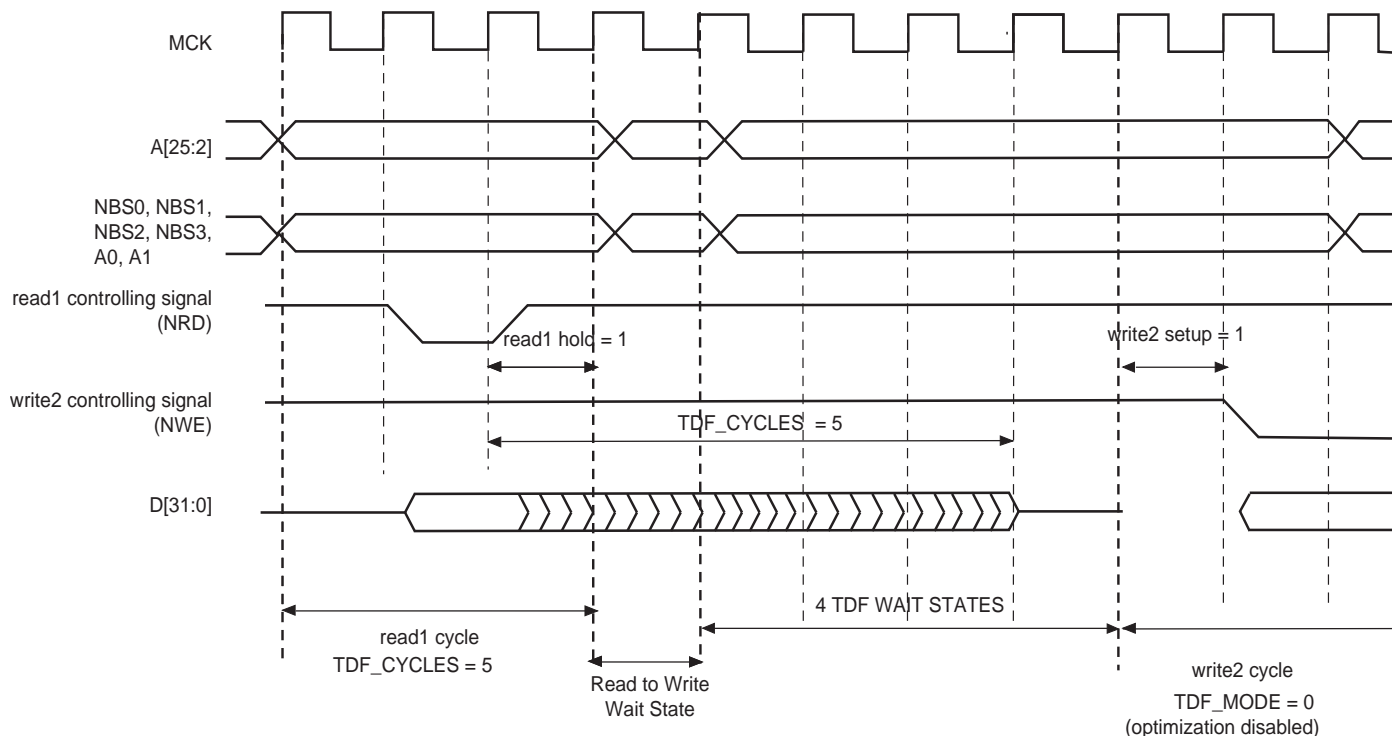 MCK
A[25:2]
NBS0, NBS1,
NBS2, NBS3,
A0, A1
read1 controlling signal
(NRD)
read1 hold = 1
write2 setup = 1
write2 controlling signal
(NWE)
TDF_CYCLES = 5
D[31:0]
4 TDF WAIT STATES
read1 cycle
TDF_CYCLES = 5
Read to Write
Wait State
write2 cycle
TDF_MODE = 0
(optimization disabled)